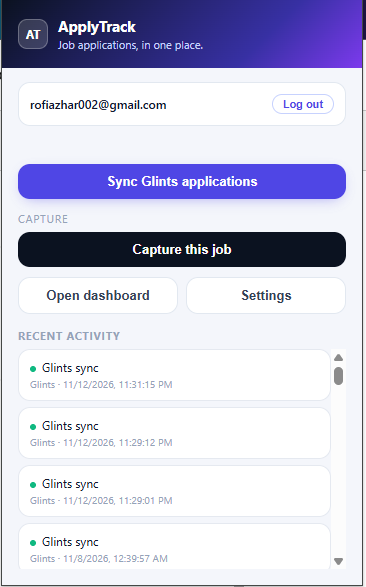 AT
ApplyTrack
Job applications, in one place.
rofiazhar002@gmail.com
Log out
Sync Glints applications
CAPTURE
Capture this job
Open dashboard
Settings
RECENT ACTIVITY
Glints sync
Glints · 11/12/2026, 11:31:15 PM
Glints sync
Glints · 11/12/2026, 11:29:12 PM
Glints sync
Glints · 11/12/2026, 11:29:01 PM
Glints sync
Glints · 11/8/2026, 12:39:57 AM